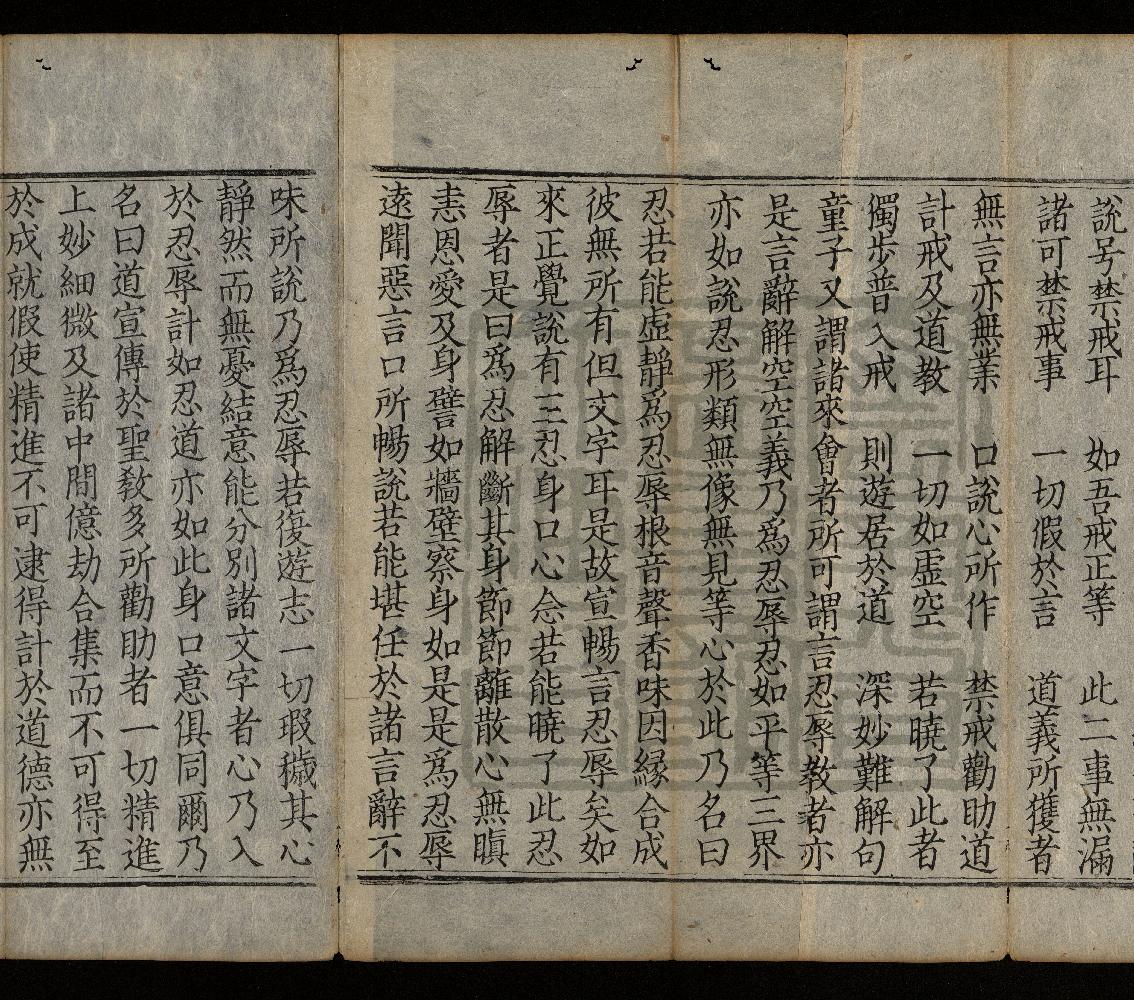 說号禁戒耳　如吾戒正等　此二事無漏
諸可禁戒事　一切假於言　道義所獲者
無言亦無業　口說心所作　禁戒勸助道
計戒及道教　一切如虛空　若曉了此者
獨步普入戒　則遊居於道　深妙難解句
童子又謂諸來會者所可謂言忍辱教者亦
是言辭解空空義乃爲忍辱忍如平等三界
亦如說忍形類無像無見等心於此乃名曰
忍若能虛靜爲忍辱根音聲香味因緣合成
彼無所有但文字耳是故宣暢言忍辱矣如
來正覺說有三忍身口心念若能曉了此忍
辱者是曰爲忍解斷其身節節離散心無瞋
恚恩愛及身譬如牆壁察身如是是爲忍辱
逺聞惡言口所暢說若能堪任於諸言辭不
味所說乃爲忍辱若復遊志一切瑕穢其心
靜然而無憂結意能分別諸文字者心乃入
於忍辱計如忍道亦如此身口意俱同爾乃
名曰道宣傳於聖教多所勸助者一切精進
上妙細微及諸中間億劫合集而不可得至
於成就假使精進不可逮得計於道德亦無